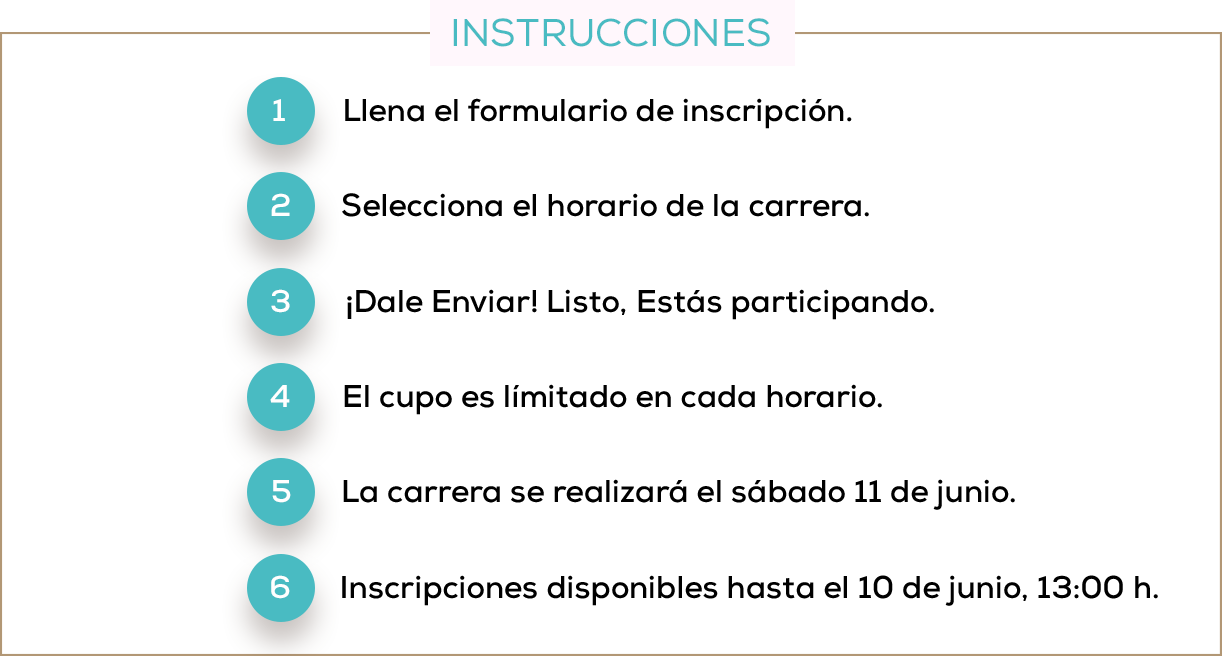 INSTRUCCIONES
1 Llena el formulario de inscripción.
2 Selecciona el horario de la carrera.
3 ¡Dale Enviar! Listo, Estás participando.
4 El cupo es límitado en cada horario.
5 La carrera se realizará el sábado 11 de junio.
6 Inscripciones disponibles hasta el 10 de junio, 13:00 h.